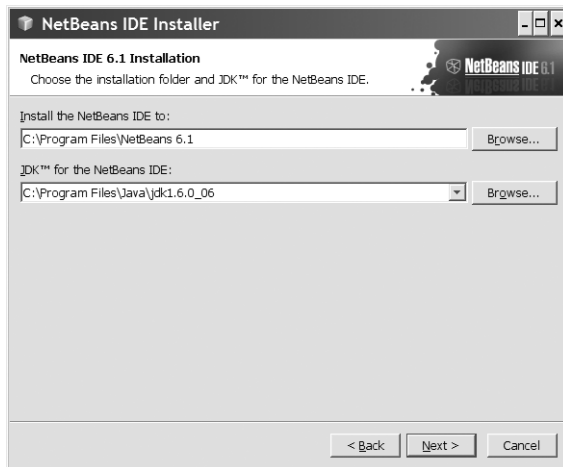 NetBeans IDE Installer
NetBeans IDE 6.1 Installation
Choose the installation folder and JDK™ for the NetBeans IDE.
NetBeans IDE 6.1
Install the NetBeans IDE to:
C:\Program Files\NetBeans 6.1
Browse...
JDK™ for the NetBeans IDE:
C:\Program Files\Java\jdk1.6.0_06
Browse...
< Back
Next >
Cancel